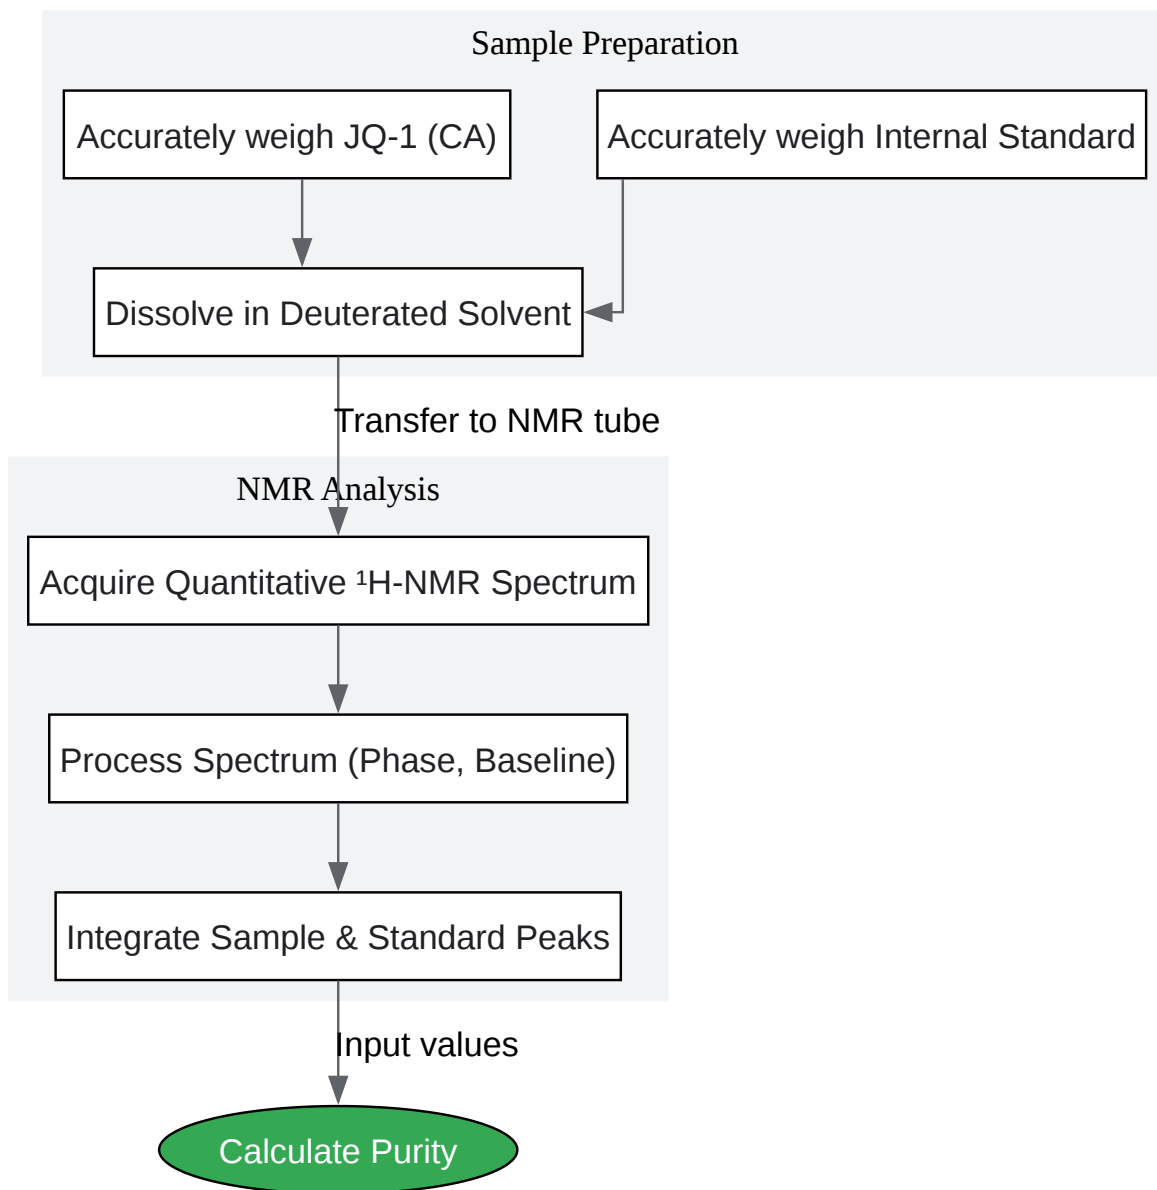 Sample Preparation
Accurately weigh JQ-1 (CA)
Accurately weigh Internal Standard
Dissolve in Deuterated Solvent
Transfer to NMR tube
NMR Analysis
Acquire Quantitative ¹H-NMR Spectrum
Process Spectrum (Phase, Baseline)
Integrate Sample & Standard Peaks
Input values
Calculate Purity